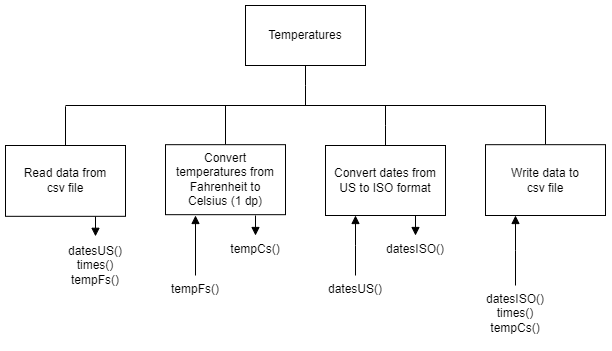 Temperatures
Read data from
csv file
Convert
temperatures from
Fahrenheit to
Celsius (1 dp)
Convert dates from
US to ISO format
Write data to
csv file
datesUS()
times()
tempFs()
tempFs()
tempCs()
datesUS()
datesISO()
datesISO()
times()
tempCs()